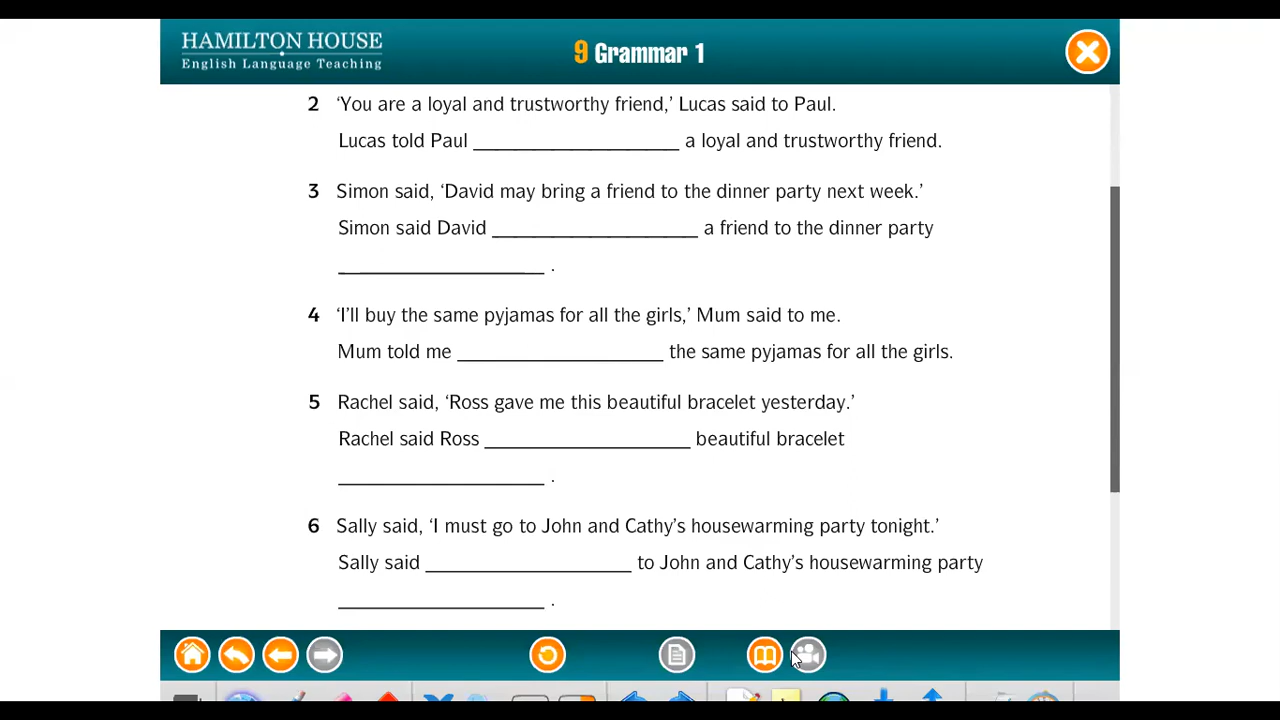 HAMILTON HOUSE
English Language Teaching
9 Grammar 1
2 ‘You are a loyal and trustworthy friend,’ Lucas said to Paul.
Lucas told Paul ____________________ a loyal and trustworthy friend.
3 Simon said, ‘David may bring a friend to the dinner party next week.’
Simon said David ____________________ a friend to the dinner party
____________________ .
4 ‘I’ll buy the same pyjamas for all the girls,’ Mum said to me.
Mum told me ____________________ the same pyjamas for all the girls.
5 Rachel said, ‘Ross gave me this beautiful bracelet yesterday.’
Rachel said Ross ____________________ beautiful bracelet
____________________ .
6 Sally said, ‘I must go to John and Cathy’s housewarming party tonight.’
Sally said ____________________ to John and Cathy’s housewarming party
____________________ .